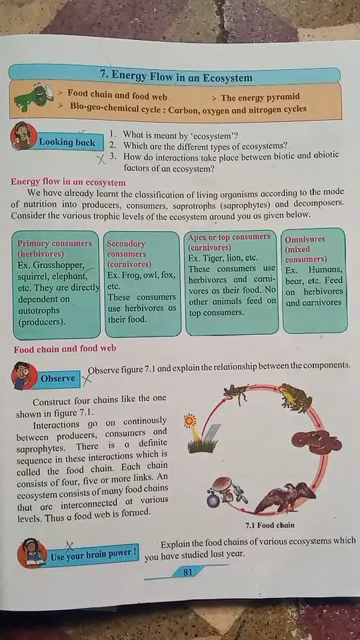 7. Energy Flow in an Ecosystem
➢ Food chain and food web ➢ The energy pyramid
➢ Bio-geo-chemical cycle : Carbon, oxygen and nitrogen cycles
Looking back
1. What is meant by ‘ecosystem’?
2. Which are the different types of ecosystems?
3. How do interactions take place between biotic and abiotic
factors of an ecosystem?
Energy flow in an ecosystem
We have already learnt the classification of living organisms according to the mode
of nutrition into producers, consumers, saprotrophs (saprophytes) and decomposers.
Consider the various trophic levels of the ecosystem around you as given below.
Primary consumers
(herbivores)
Ex. Grasshopper,
squirrel, elephant,
etc. They are directly
dependent on
autotrophs
(producers).
Secondary
consumers
(carnivores)
Ex. Frog, owl, fox,
etc.
These consumers
use herbivores as
their food.
Apex or top consumers
(carnivores)
Ex. Tiger, lion, etc.
These consumers use
herbivores and carni-
vores as their food. No
other animals feed on
top consumers.
Omnivores
(mixed
consumers)
Ex. Humans,
bear, etc. Feed
on herbivores
and carnivores
Food chain and food web
Observe
Observe figure 7.1 and explain the relationship between the components.
Construct four chains like the one
shown in figure 7.1.
Interactions go on continously
between producers, consumers and
saprophytes. There is a definite
sequence in these interactions which is
called the food chain. Each chain
consists of four, five or more links. An
ecosystem consists of many food chains
that are interconnected at various
levels. Thus a food web is formed.
7.1 Food chain
Use your brain power !
Explain the food chains of various ecosystems which
you have studied last year.
81